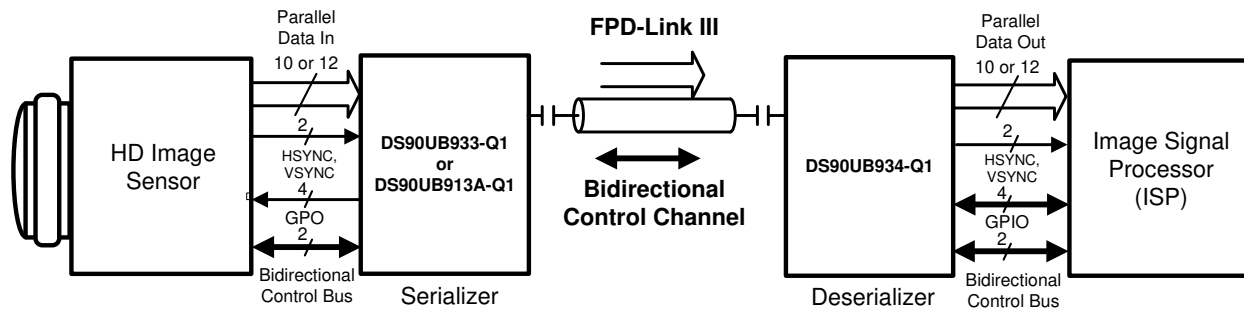 HD Image
Sensor
Parallel
Data In
10 or 12
2
HSYNC,
VSYNC
4
GPO
2
Bidirectional
Control Bus
DS90UB933-Q1
or
DS90UB913A-Q1
Serializer
FPD-Link III
Bidirectional
Control Channel
DS90UB934-Q1
Deserializer
Parallel
Data Out
10 or 12
2
HSYNC,
VSYNC
4
GPIO
2
Bidirectional
Control Bus
Image Signal
Processor
(ISP)